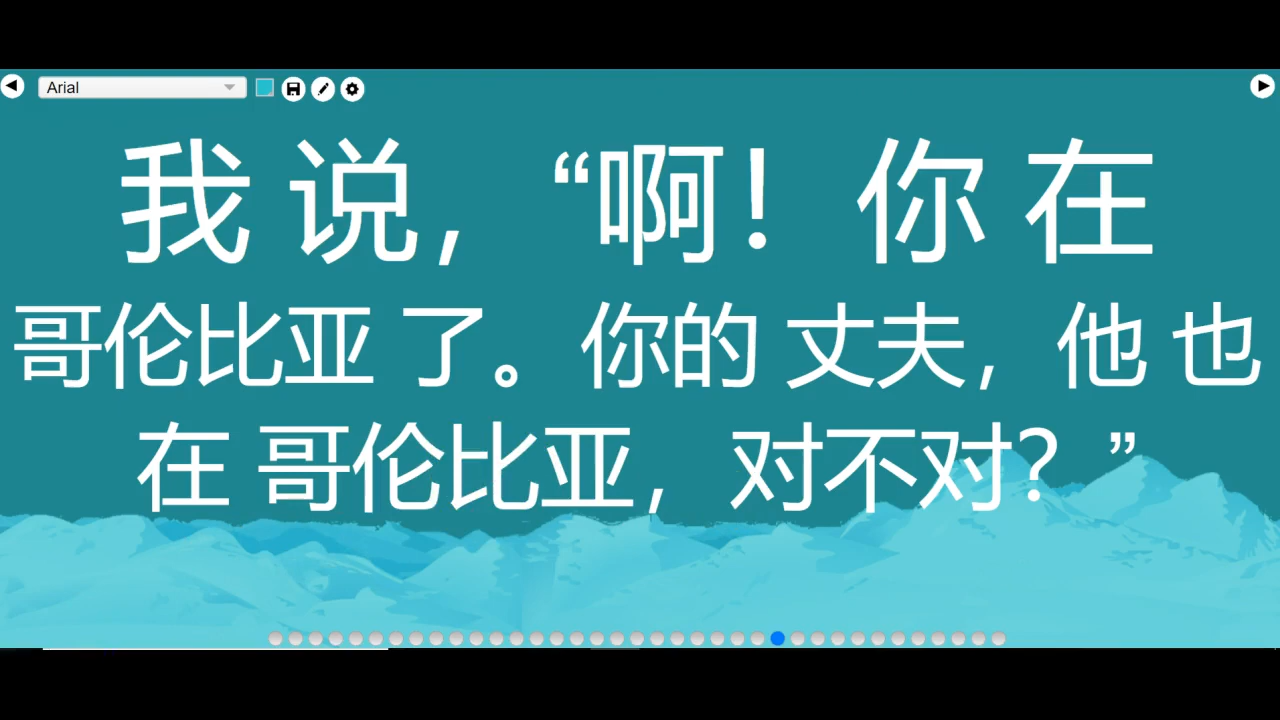 Arial
我 说，“啊！你 在
哥伦比亚 了。你的 丈夫，他 也
在 哥伦比亚，对不对？”